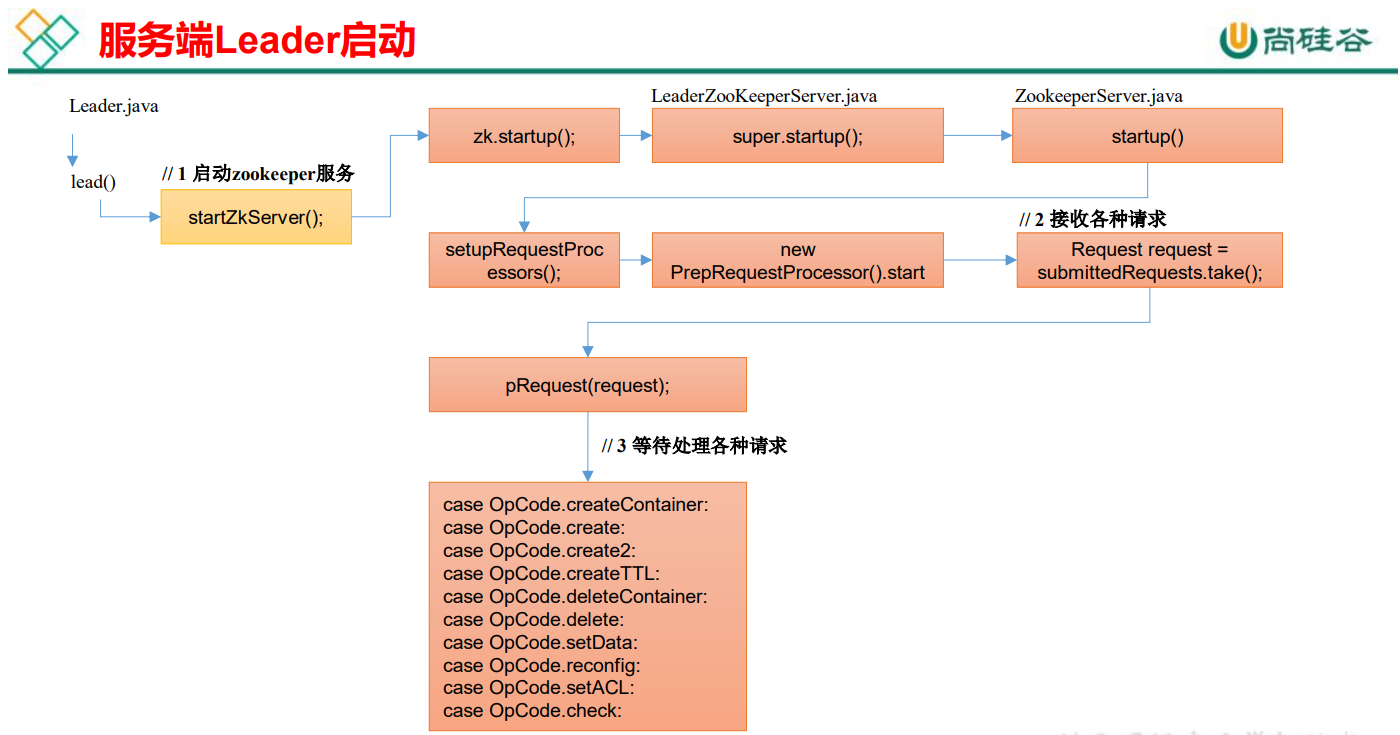 服务端Leader启动
尚硅谷
Leader.java
lead()
// 1 启动zookeeper服务
startZkServer();
zk.startup();
LeaderZooKeeperServer.java
super.startup();
ZookeeperServer.java
startup()
setupRequestProc
essors();
new
PrepRequestProcessor().start
// 2 接收各种请求
Request request =
submittedRequests.take();
pRequest(request);
// 3 等待处理各种请求
case OpCode.createContainer:
case OpCode.create:
case OpCode.create2:
case OpCode.createTTL:
case OpCode.deleteContainer:
case OpCode.delete:
case OpCode.setData:
case OpCode.reconfig:
case OpCode.setACL:
case OpCode.check: